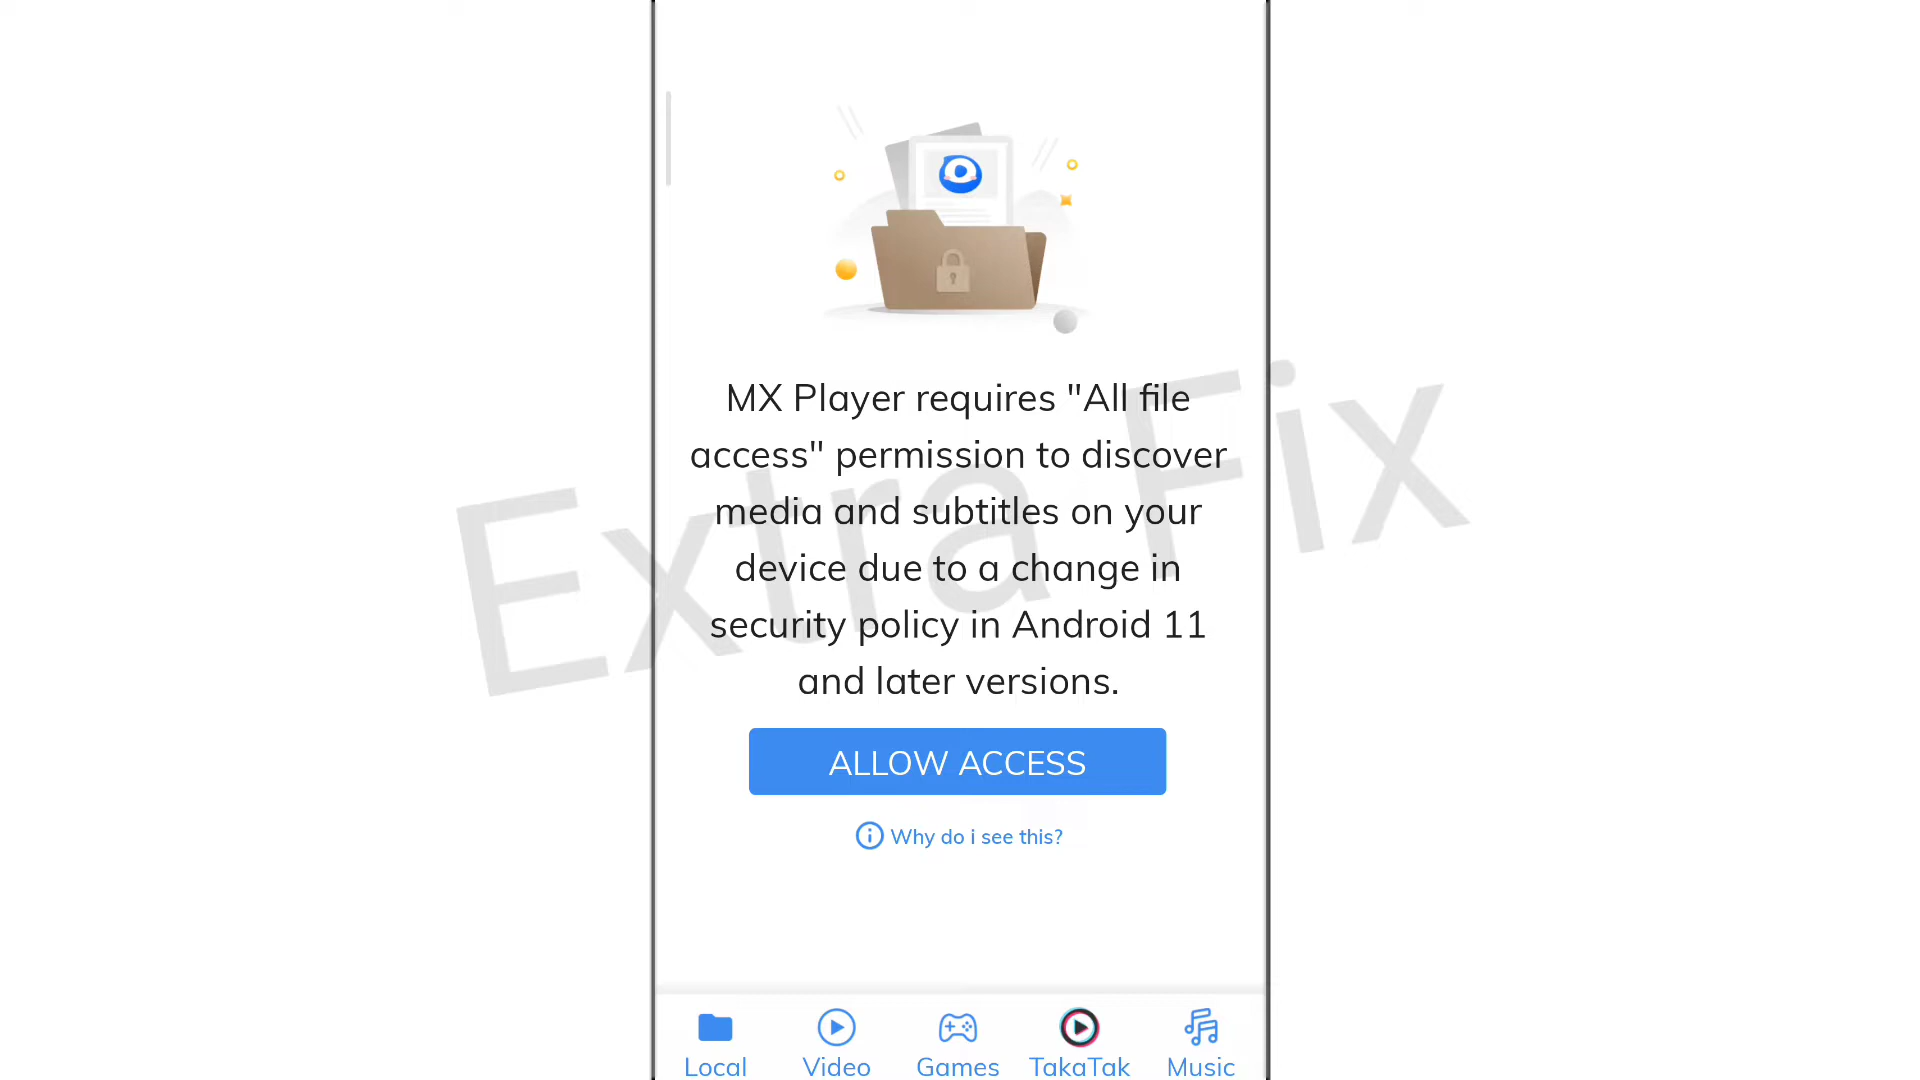 MX Player requires "All file
access" permission to discover
media and subtitles on your
device due to a change in
security policy in Android 11
and later versions.
Extra Fix
ALLOW ACCESS
Why do i see this?
Local Video Games TakaTak Music